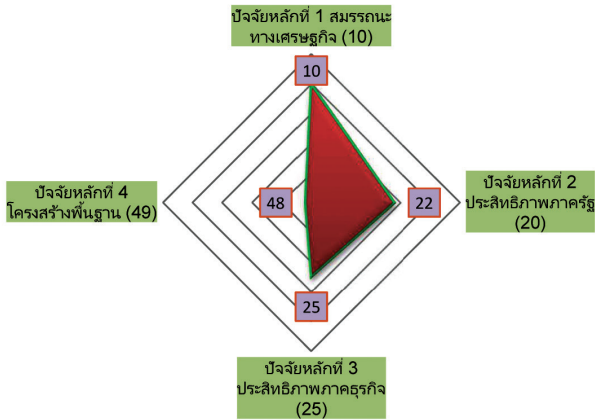 ปัจจัยหลักที่ 1 สมรรถนะ
ทางเศรษฐกิจ (10)
10
ปัจจัยหลักที่ 4
โครงสร้างพื้นฐาน (49)
48
22
ปัจจัยหลักที่ 2
ประสิทธิภาพภาครัฐ
(20)
25
ปัจจัยหลักที่ 3
ประสิทธิภาพภาคธุรกิจ
(25)